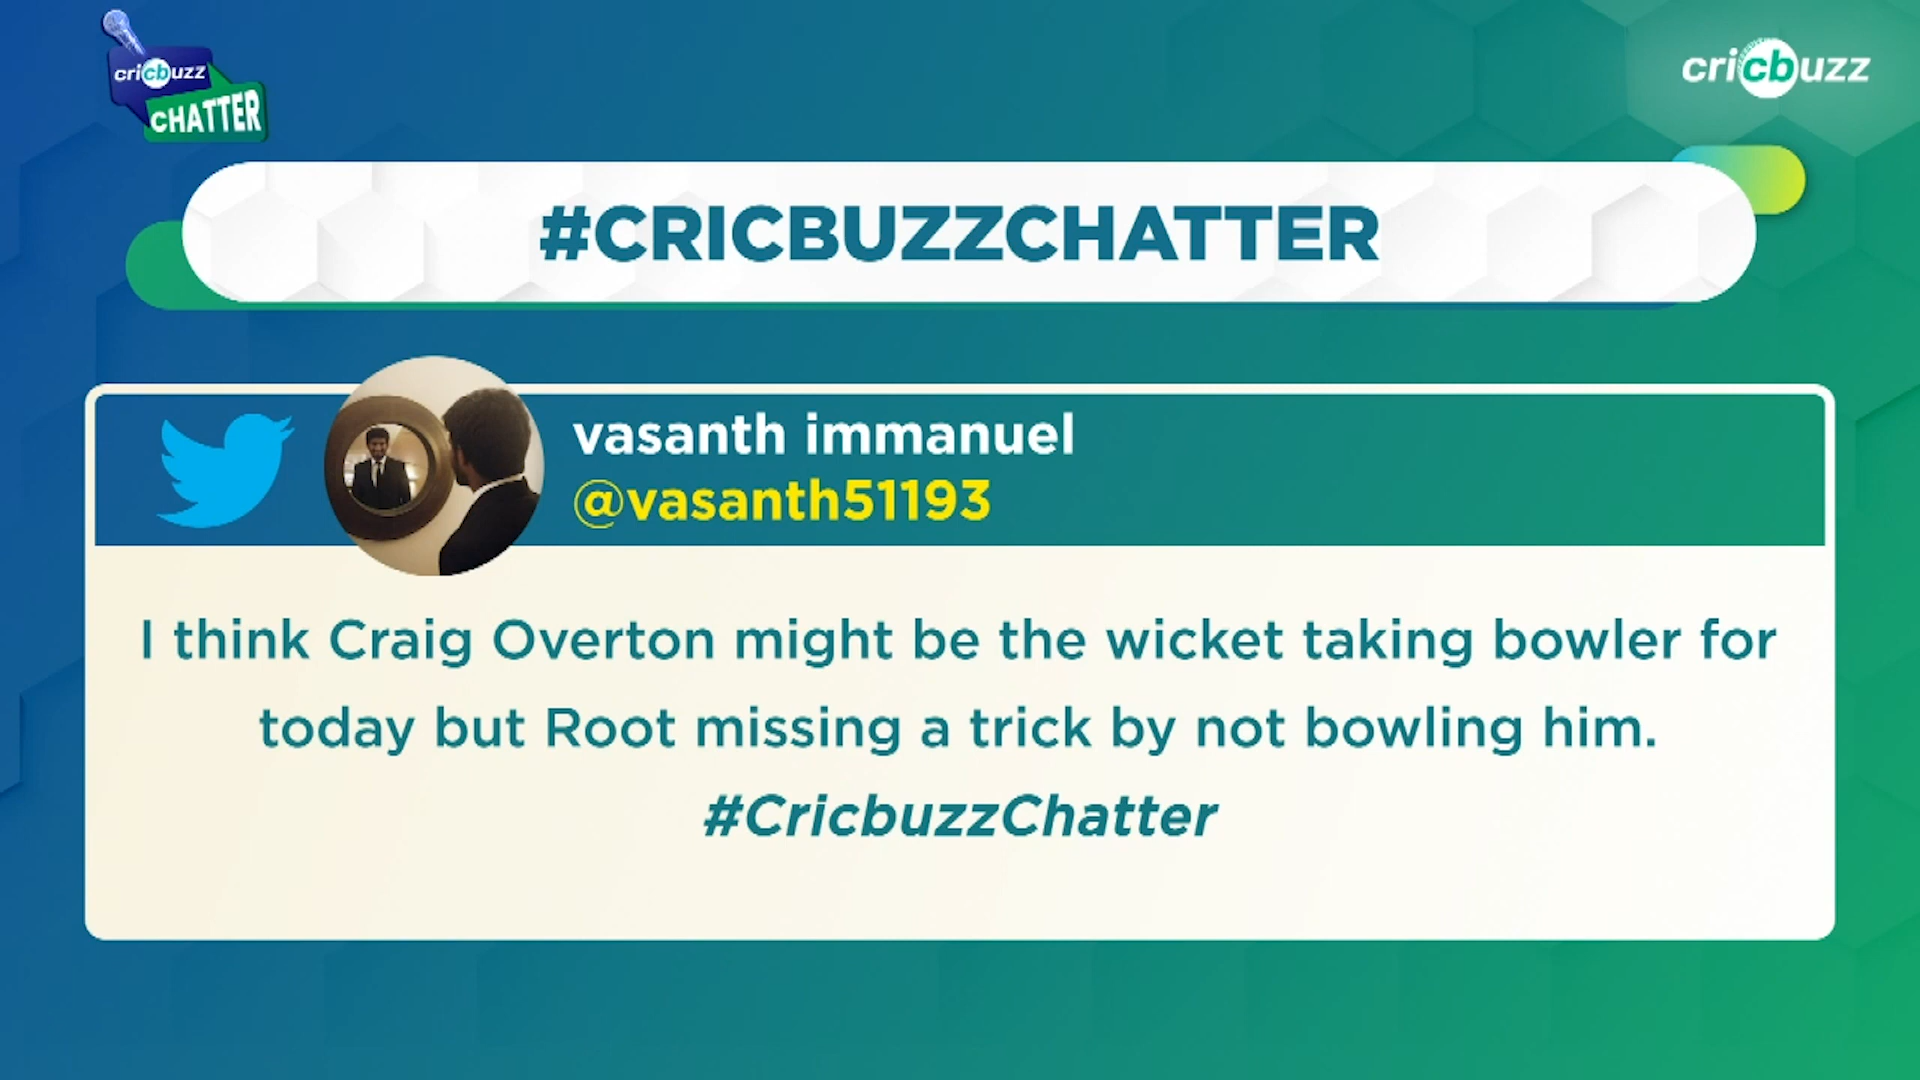 cricbuzz
CHATTER
cricbuzz
#CRICBUZZCHATTER
vasanth immanuel
@vasanth51193
I think Craig Overton might be the wicket taking bowler for
today but Root missing a trick by not bowling him.
#CricbuzzChatter